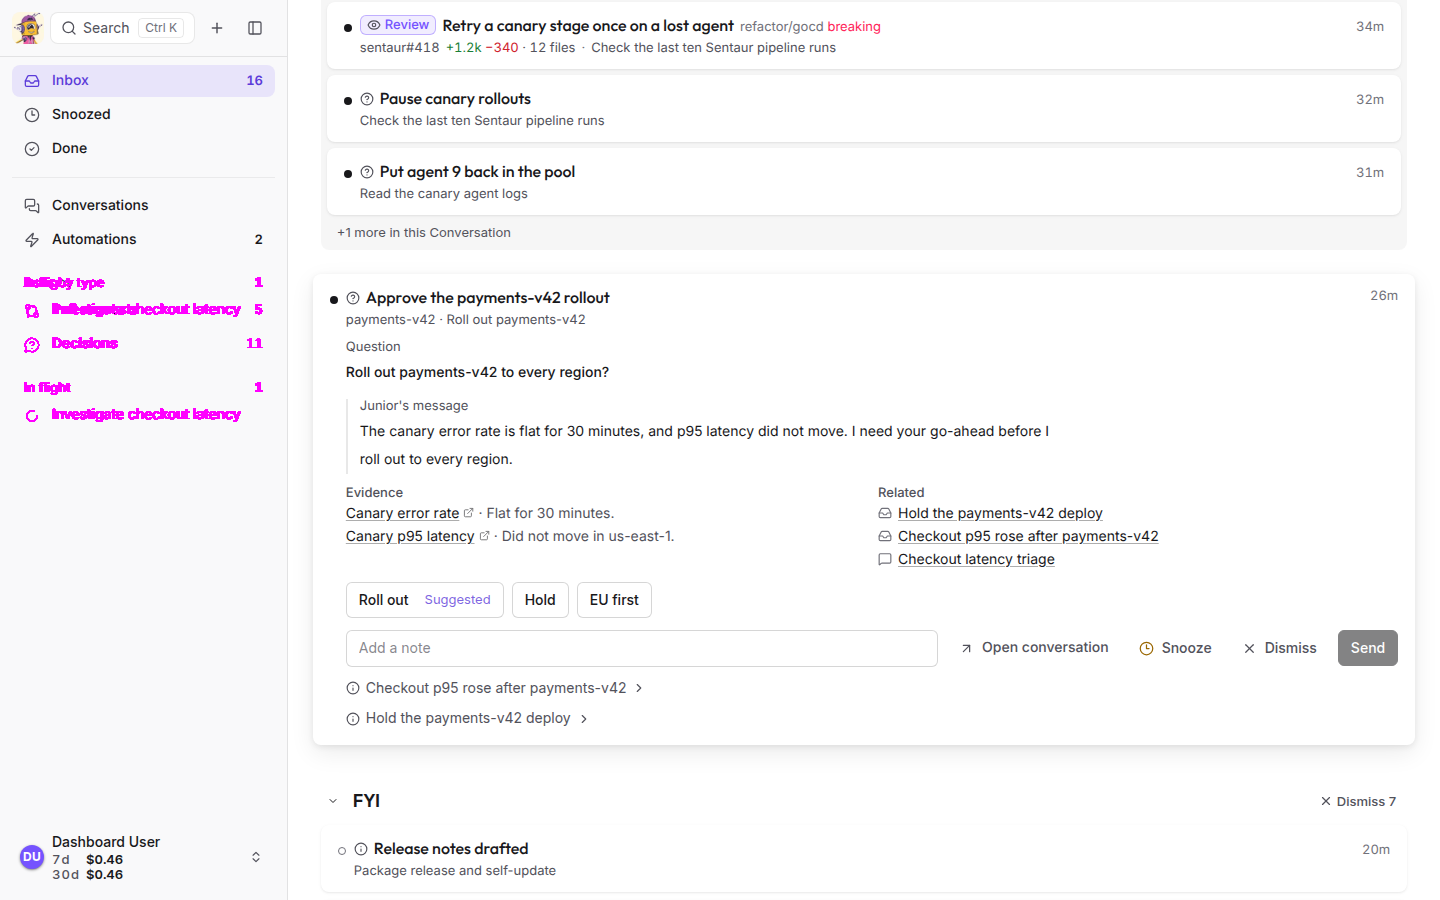 Search Ctrl K
Inbox 16
Snoozed
Done
Conversations
Automations 2
type 1
checkout latency 5
Decisions 11
In flight 1
Investigate checkout latency
Dashboard User
DU
7d $0.46
30d $0.46
Review Retry a canary stage once on a lost agent refactor/gocd breaking 34m
sentaur#418 +1.2k −340 · 12 files · Check the last ten Sentaur pipeline runs
Pause canary rollouts 32m
Check the last ten Sentaur pipeline runs
Put agent 9 back in the pool 31m
Read the canary agent logs
+1 more in this Conversation
Approve the payments-v42 rollout 26m
payments-v42 · Roll out payments-v42
Question
Roll out payments-v42 to every region?
Junior's message
The canary error rate is flat for 30 minutes, and p95 latency did not move. I need your go-ahead before I
roll out to every region.
Evidence
Canary error rate · Flat for 30 minutes.
Canary p95 latency · Did not move in us-east-1.
Related
Hold the payments-v42 deploy
Checkout p95 rose after payments-v42
Checkout latency triage
Roll out Suggested Hold EU first
Add a note Open conversation Snooze Dismiss Send
Checkout p95 rose after payments-v42
Hold the payments-v42 deploy
FYI Dismiss 7
Release notes drafted 20m
Package release and self-update